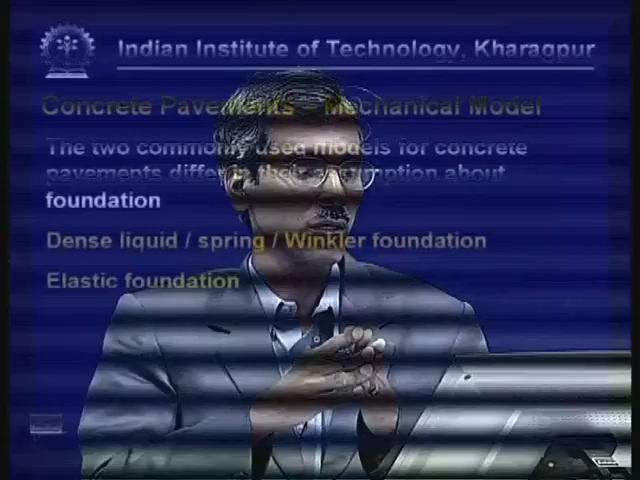 Indian Institute of Technology, Kharagpur
Concrete Pavements – Mechanical Model
The two commonly used models for concrete
pavements differ in their assumption about
foundation
Dense liquid / spring / Winkler foundation
Elastic foundation